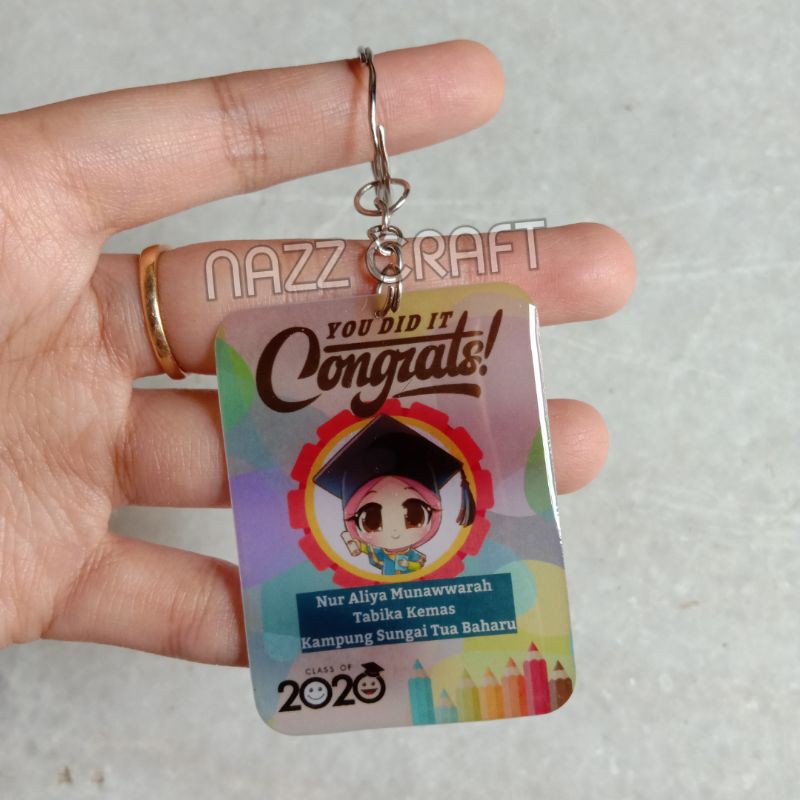 NAZZ CRAFT
YOU DID IT
Congrats!
Nur Aliya Munawwarah
Tabika Kemas
Kampung Sungai Tua Baharu
CLASS OF
2020